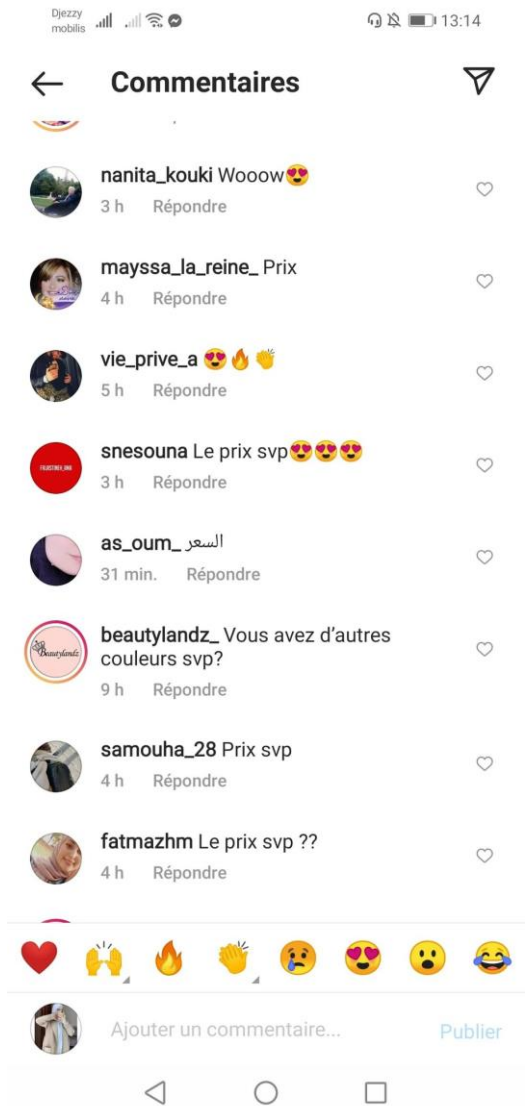 Djezzy
mobilis
13:14
Commentaires
nanita_kouki Wooow😍
3 h Répondre
mayssa_la_reine_ Prix
4 h Répondre
vie_prive_a 😍🔥👏
5 h Répondre
snesouna Le prix svp😍😍😍
3 h Répondre
as_oum_ السعر
31 min. Répondre
beautylandz_ Vous avez d'autres
couleurs svp?
9 h Répondre
Beautylandz
samouha_28 Prix svp
4 h Répondre
fatmazhm Le prix svp ??
4 h Répondre
Ajouter un commentaire...
Publier